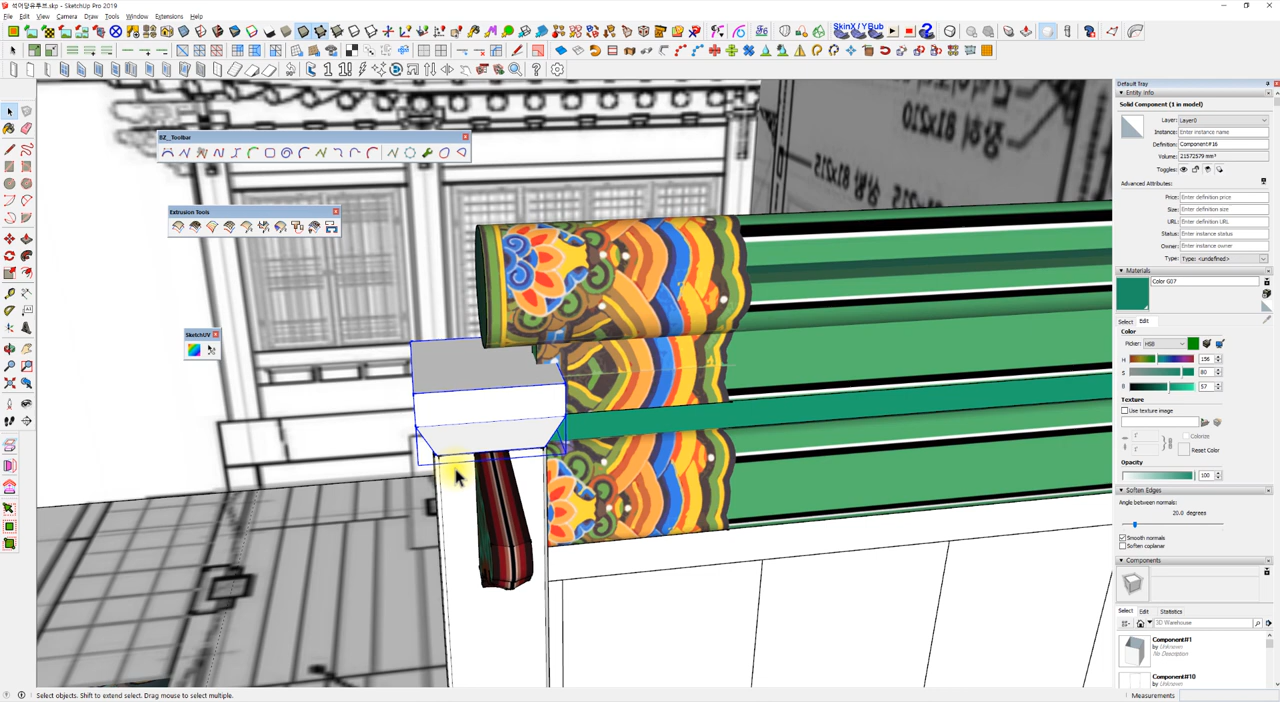 석어당유투브.skp - SketchUp Pro 2019
File Edit View Camera Draw Tools Window Extensions Help
SkinX/YBub
Default Tray
Entity Info
Solid Component (1 in model)
Layer: Layer0
Instance: Enter instance name
Definition: Component#16
Volume: 21572579 mm³
Toggles:
Advanced Attributes:
Price: Enter definition price
Size: Enter definition size
URL: Enter definition URL
Status: Enter instance status
Owner: Enter instance owner
Type: Type: <undefined>
BZ__Toolbar
Extrusion Tools
SketchUV
Materials
Color G07
Select Edit
Color
Picker: HSB
H 156
S 80
B 57
Texture
Use texture image
Colorize
Reset Color
Opacity
100
Soften Edges
Angle between normals:
20.0 degrees
Smooth normals
Soften coplanar
Components
Select Edit Statistics
3D Warehouse
Component#1
by Unknown
No Description
Component#10
by Unknown
Select objects. Shift to extend select. Drag mouse to select multiple.
Measurements